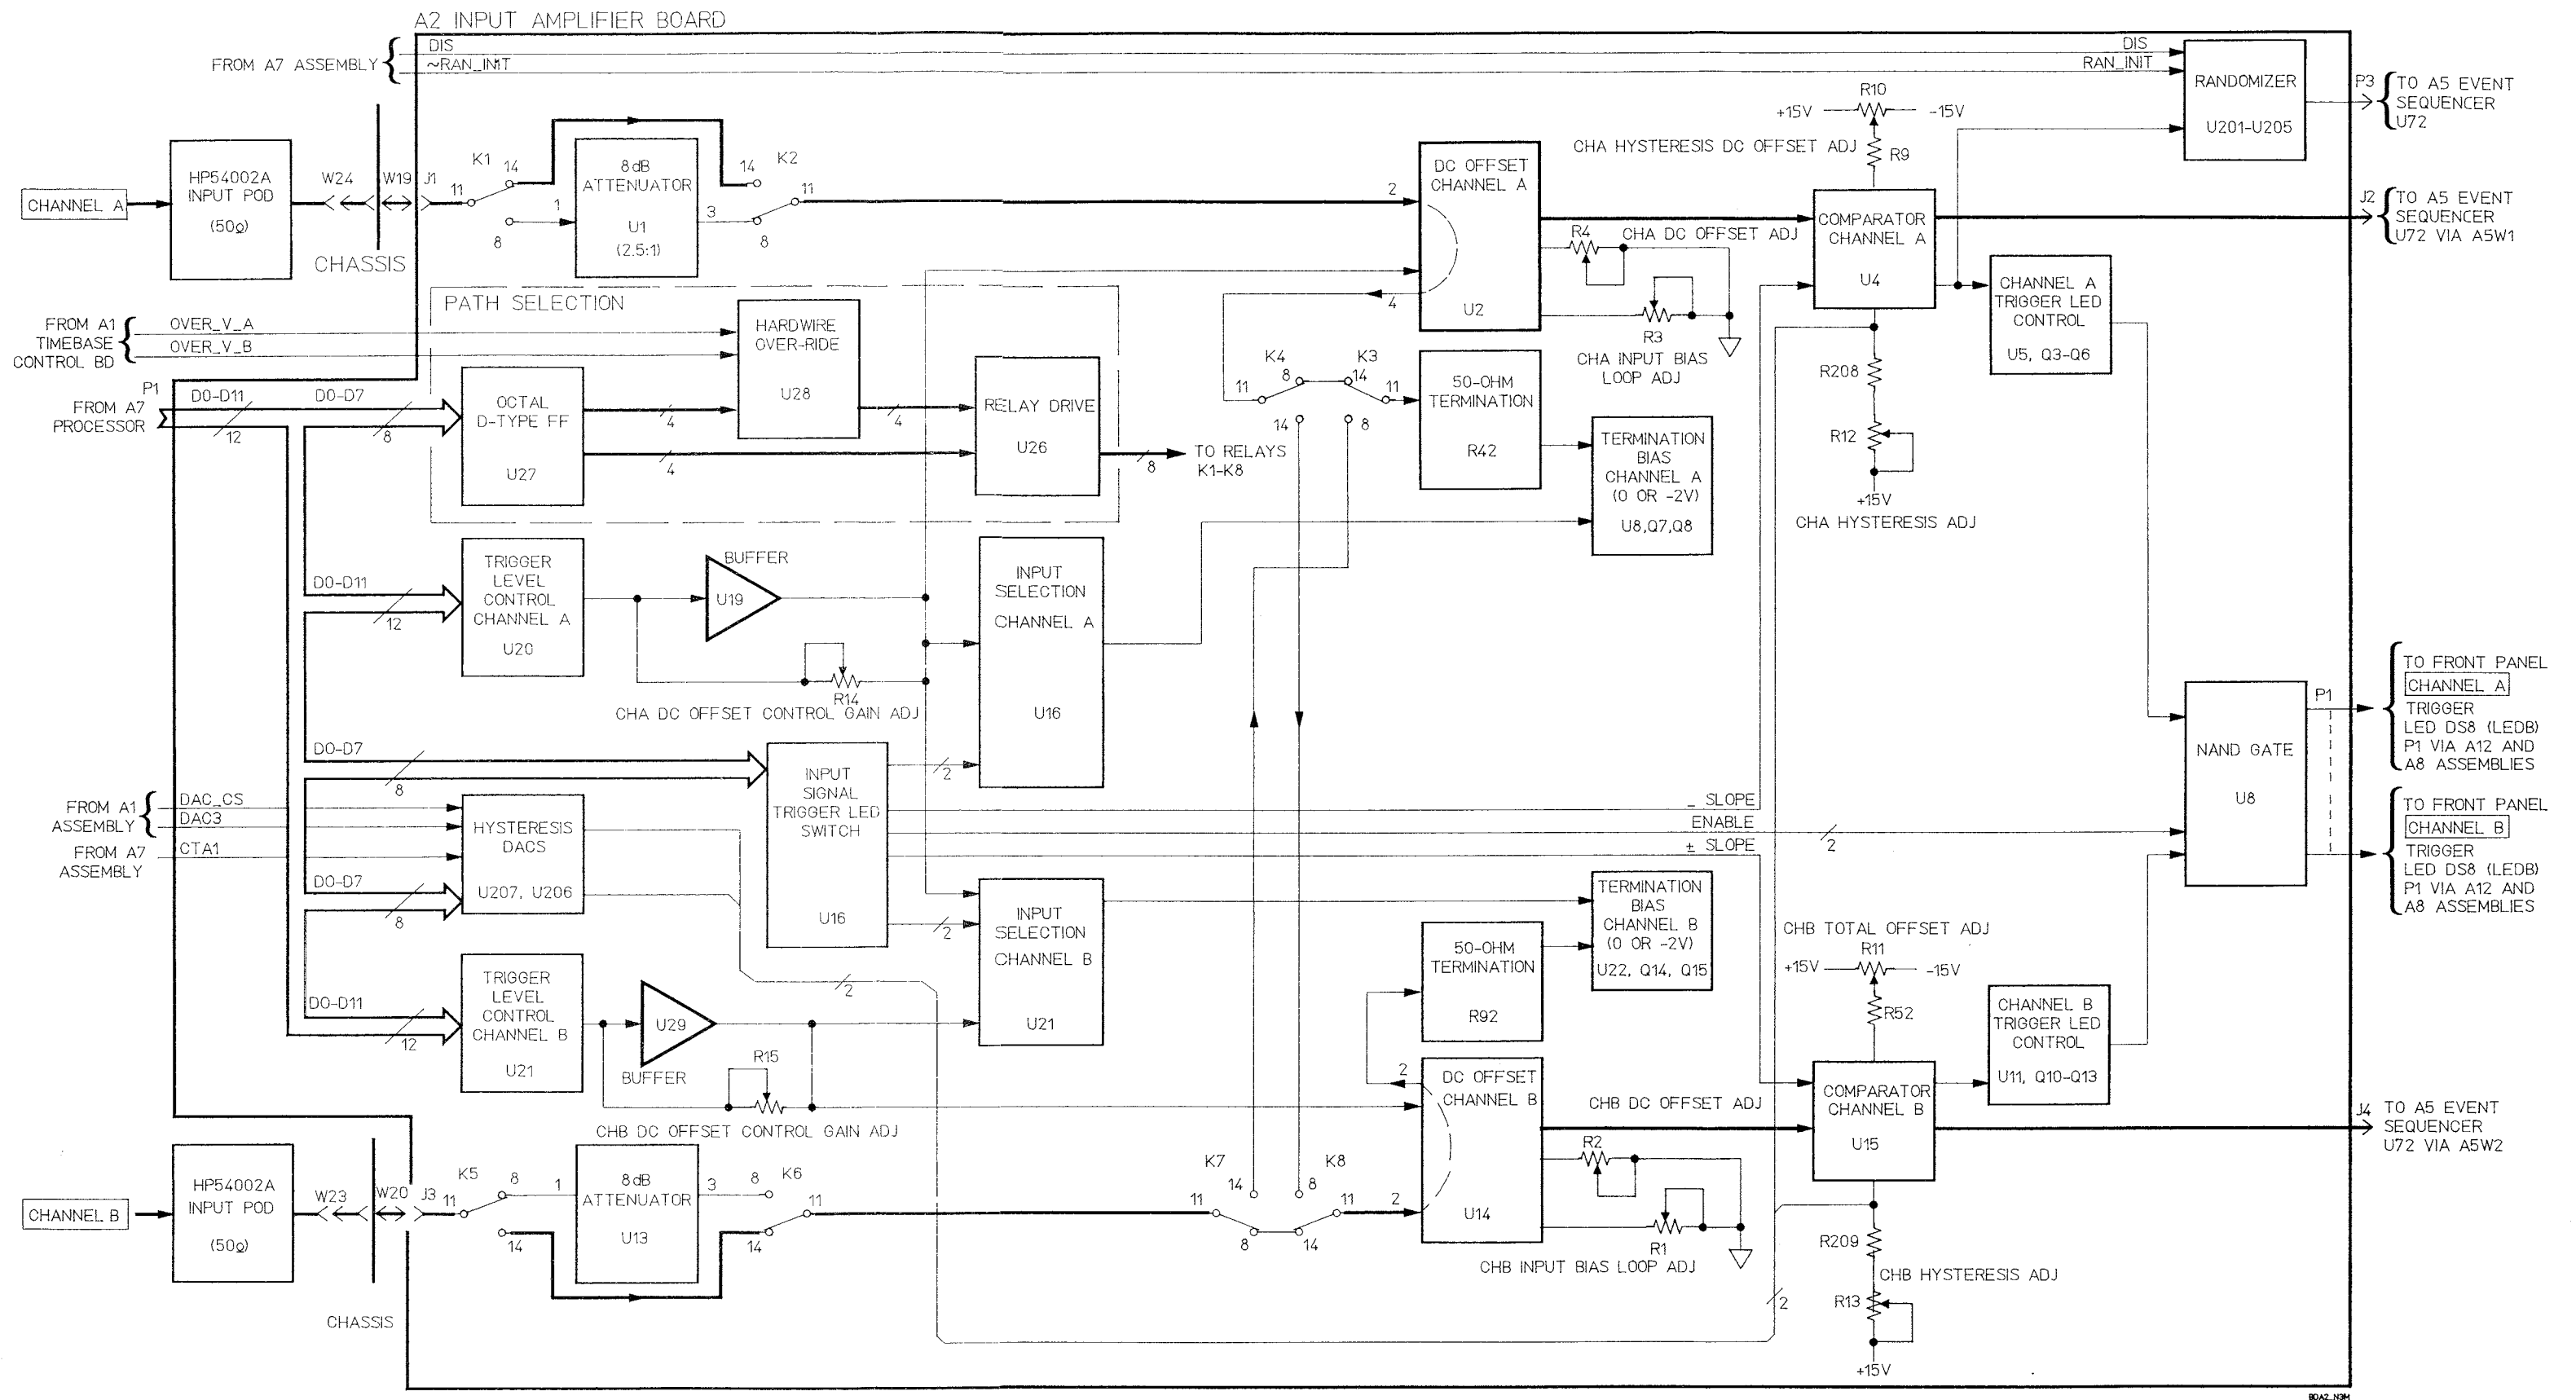 A2 INPUT AMPLIFIER BOARD
FROM A7 ASSEMBLY
DIS
~RAN_INIT
DIS
RAN_INIT
RANDOMIZER
U201-U205
P3
TO A5 EVENT
SEQUENCER
U72
CHANNEL A
HP54002A
INPUT POD
(50Ω)
W24
W19
J1
CHASSIS
K1
11
14
8
1
8dB
ATTENUATOR
U1
(2.5:1)
3
14
K2
11
8
2
DC OFFSET
CHANNEL A
U2
4
CHA HYSTERESIS DC OFFSET ADJ
R10
+15V
-15V
R9
CHA DC OFFSET ADJ
R4
R3
CHA INPUT BIAS
LOOP ADJ
COMPARATOR
CHANNEL A
U4
J2
TO A5 EVENT
SEQUENCER
U72 VIA A5W1
CHANNEL A
TRIGGER LED
CONTROL
U5, Q3-Q6
R208
R12
+15V
CHA HYSTERESIS ADJ
PATH SELECTION
FROM A1
TIMEBASE
CONTROL BD
OVER_V_A
OVER_V_B
HARDWIRE
OVER-RIDE
U28
P1
FROM A7
PROCESSOR
D0-D11
12
D0-D7
8
OCTAL
D-TYPE FF
U27
4
4
4
RELAY DRIVE
U26
8
TO RELAYS
K1-K8
K4
K3
11
8
14
11
14
8
50-OHM
TERMINATION
R42
TERMINATION
BIAS
CHANNEL A
(0 OR -2V)
U8,Q7,Q8
D0-D11
12
TRIGGER
LEVEL
CONTROL
CHANNEL A
U20
BUFFER
U19
R14
CHA DC OFFSET CONTROL GAIN ADJ
INPUT
SELECTION
CHANNEL A
U16
2
D0-D7
8
INPUT
SIGNAL
TRIGGER LED
SWITCH
U16
FROM A1
ASSEMBLY
DAC_CS
DAC3
FROM A7
ASSEMBLY
CTA1
HYSTERESIS
DACS
U207, U206
D0-D7
8
_ SLOPE
ENABLE
2
± SLOPE
NAND GATE
U8
P1
TO FRONT PANEL
CHANNEL A
TRIGGER
LED DS8 (LEDB)
P1 VIA A12 AND
A8 ASSEMBLIES
TO FRONT PANEL
CHANNEL B
TRIGGER
LED DS8 (LEDB)
P1 VIA A12 AND
A8 ASSEMBLIES
2
INPUT
SELECTION
CHANNEL B
U21
2
TERMINATION
BIAS
CHANNEL B
(0 OR -2V)
U22, Q14, Q15
50-OHM
TERMINATION
R92
D0-D11
12
TRIGGER
LEVEL
CONTROL
CHANNEL B
U21
U29
BUFFER
R15
CHB DC OFFSET CONTROL GAIN ADJ
CHB TOTAL OFFSET ADJ
R11
+15V
-15V
R52
CHANNEL B
TRIGGER LED
CONTROL
U11, Q10-Q13
2
DC OFFSET
CHANNEL B
U14
2
CHB DC OFFSET ADJ
R2
R1
CHB INPUT BIAS LOOP ADJ
COMPARATOR
CHANNEL B
U15
J4
TO A5 EVENT
SEQUENCER
U72 VIA A5W2
CHANNEL B
HP54002A
INPUT POD
(50Ω)
W23
W20
J3
CHASSIS
K5
11
8
14
1
8dB
ATTENUATOR
U13
3
8
K6
11
14
K7
11
14
8
K8
8
11
14
R209
CHB HYSTERESIS ADJ
R13
+15V
2
BDA2_N3M